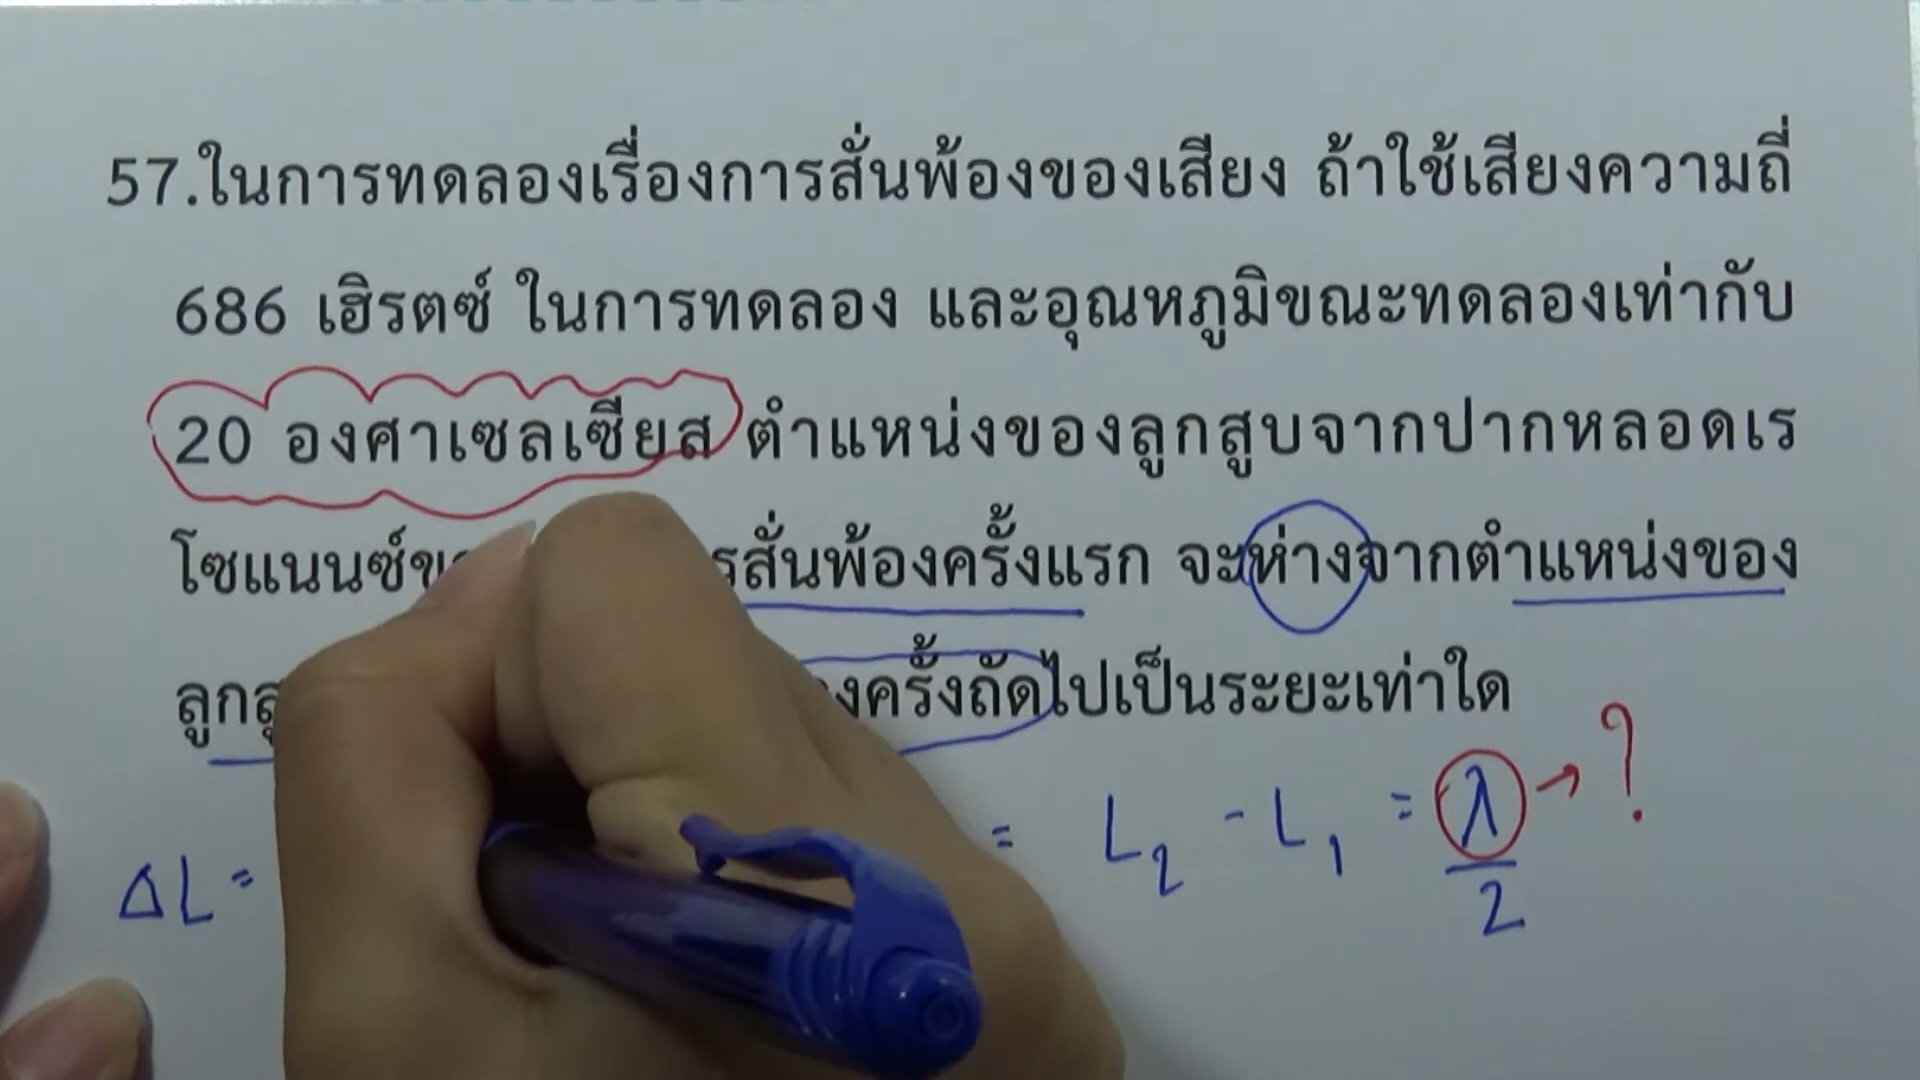 57.ในการทดลองเรื่องการสั่นพ้องของเสียง ถ้าใช้เสียงความถี่
686 เฮิรตซ์ ในการทดลอง และอุณหภูมิขณะทดลองเท่ากับ
20 องศาเซลเซียส ตำแหน่งของลูกสูบจากปากหลอดเร
โซแนนซ์ รสั่นพ้องครั้งแรก จะห่างจากตำแหน่งของ
ครั้งถัดไปเป็นระยะเท่าใด
ΔL = = L₂ - L₁ = λ/2 → ?